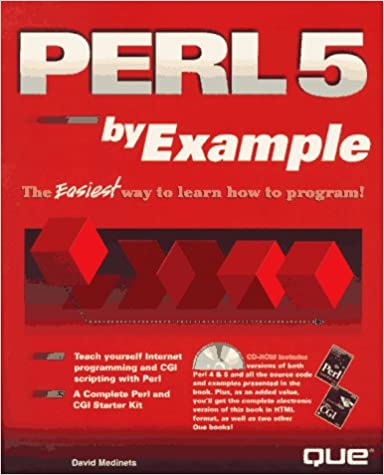 PERL 5
by Example
The Easiest way to learn how to program!
Teach yourself Internet
programming and CGI
scripting with Perl
A Complete Perl and
CGI Starter Kit
CD-ROM includes
versions of both
Perl 4 & 5 and all the source code
and examples presented in the
book. Plus, as an added value,
you'll get the complete electronic
version of this book in HTML
format, as well as two other
Que books!
Perl
CGI
David Medinets
QUE®